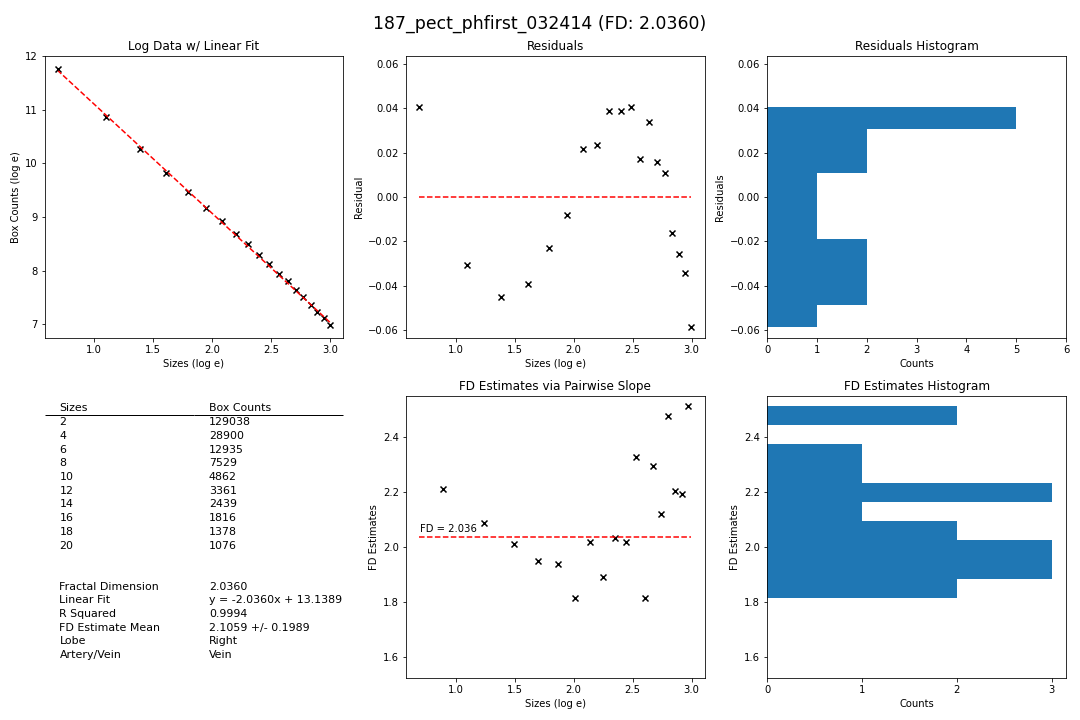 187_pect_phfirst_032414 (FD: 2.0360)
Log Data w/ Linear Fit
12
11
10
9
8
7
Box Counts (log e)
1.0 1.5 2.0 2.5 3.0
Sizes (log e)
Residuals
0.06
0.04
0.02
0.00
−0.02
−0.04
−0.06
Residual
1.0 1.5 2.0 2.5 3.0
Sizes (log e)
Residuals Histogram
0.06
0.04
0.02
0.00
−0.02
−0.04
−0.06
Residuals
0 1 2 3 4 5 6
Counts
Sizes Box Counts
2 129038
4 28900
6 12935
8 7529
10 4862
12 3361
14 2439
16 1816
18 1378
20 1076
Fractal Dimension 2.0360
Linear Fit y = -2.0360x + 13.1389
R Squared 0.9994
FD Estimate Mean 2.1059 +/- 0.1989
Lobe Right
Artery/Vein Vein
FD Estimates via Pairwise Slope
2.4
2.2
2.0
1.8
1.6
FD Estimates
FD = 2.036
1.0 1.5 2.0 2.5 3.0
Sizes (log e)
FD Estimates Histogram
2.4
2.2
2.0
1.8
1.6
FD Estimates
0 1 2 3
Counts